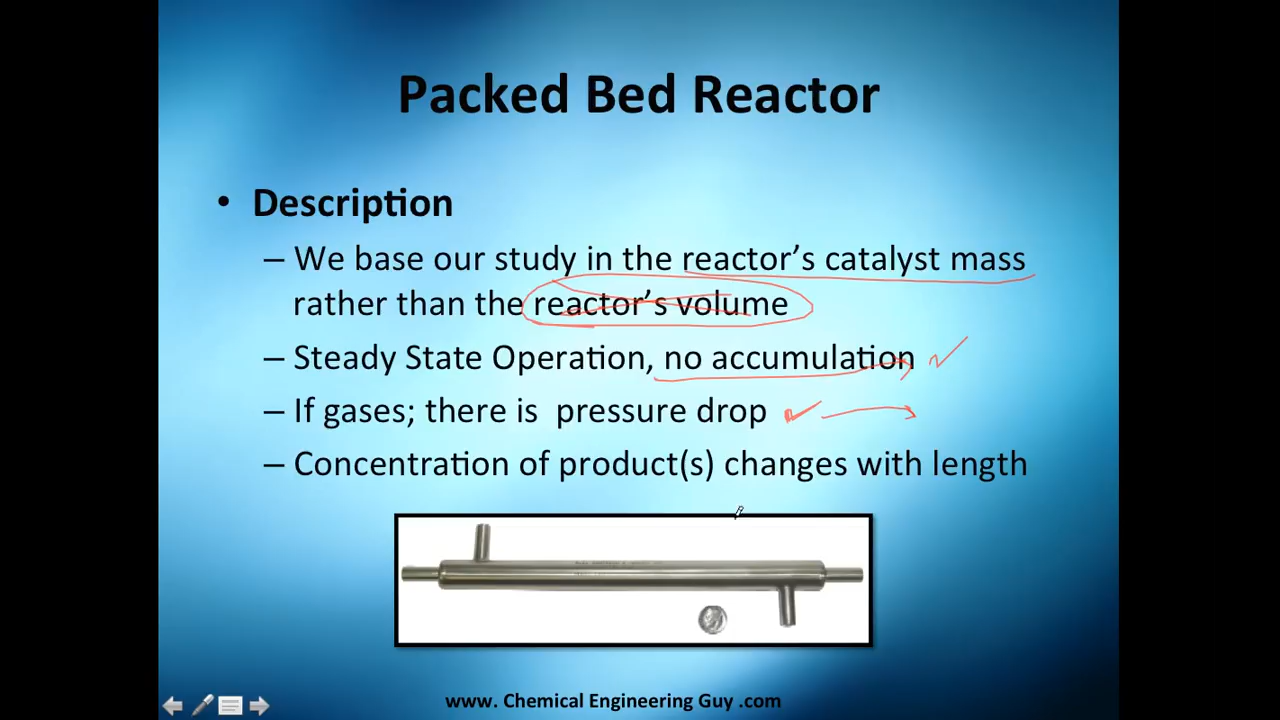 Packed Bed Reactor
• Description
– We base our study in the reactor's catalyst mass
rather than the reactor's volume
– Steady State Operation, no accumulation
– If gases; there is pressure drop
– Concentration of product(s) changes with length
www. Chemical Engineering Guy .com